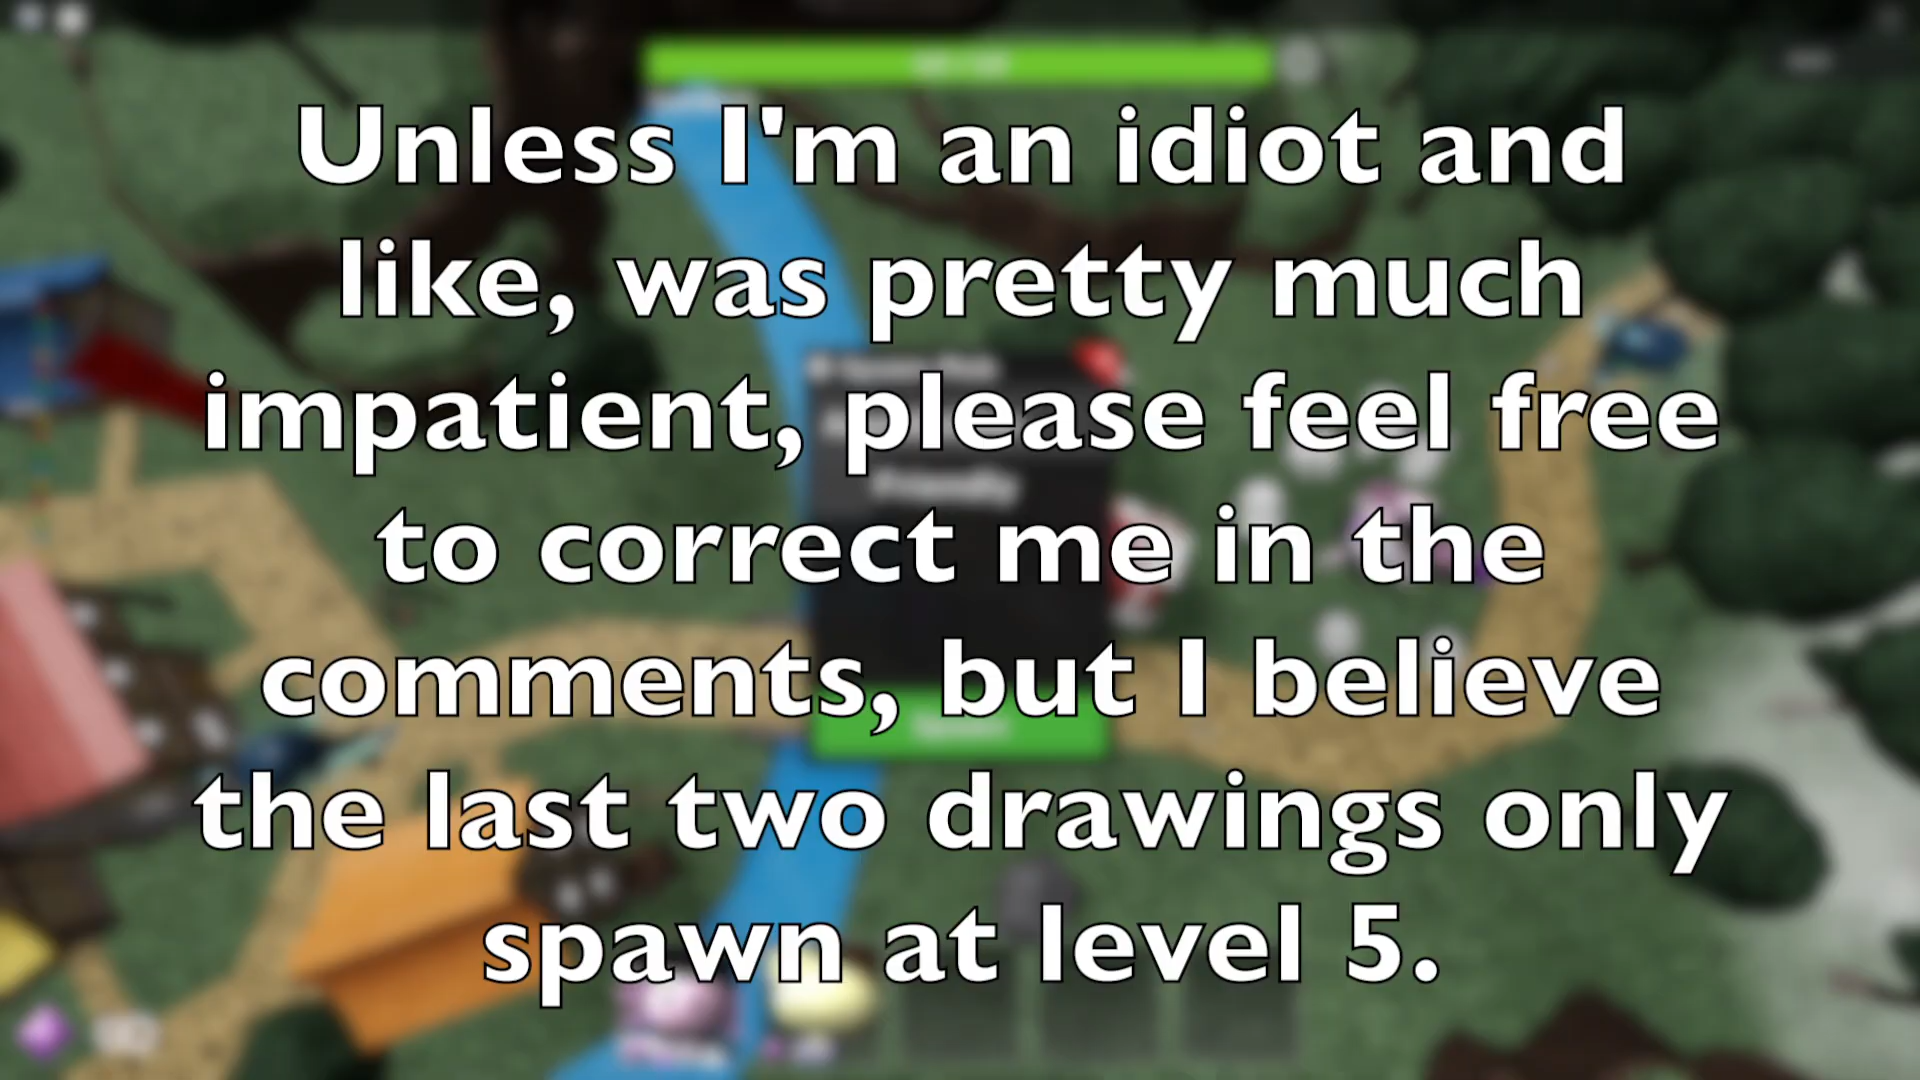 Unless I'm an idiot and
like, was pretty much
impatient, please feel free
to correct me in the
comments, but I believe
the last two drawings only
spawn at level 5.
Friendly